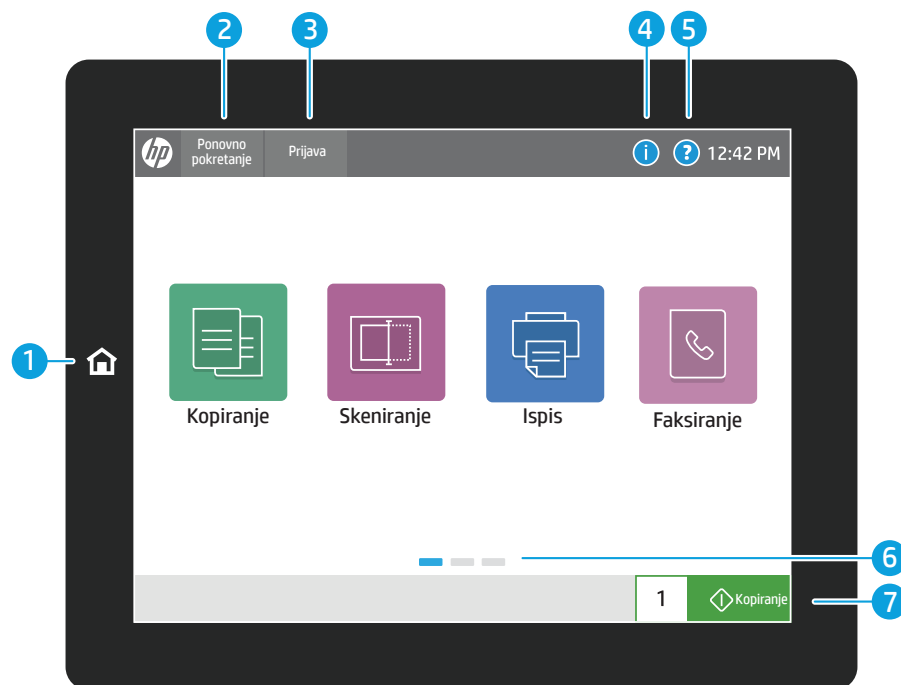 2 3 4 5
hp
Ponovno
pokretanje
Prijava
i ? 12:42 PM
1
Kopiranje Skeniranje Ispis Faksiranje
6
1 Kopiranje 7